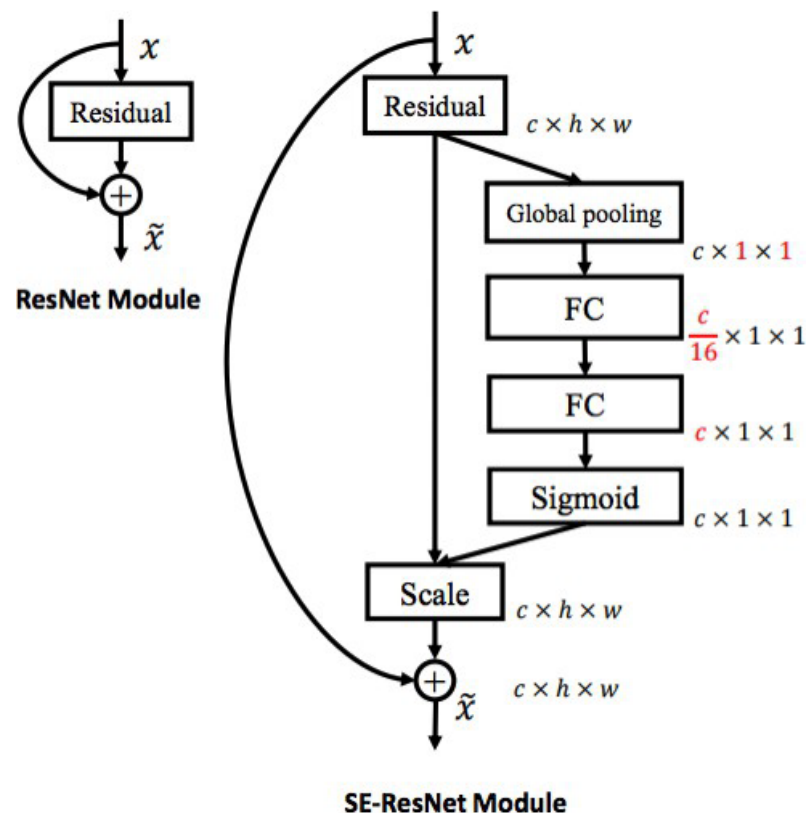 x
Residual
+
x̃
ResNet Module
x
Residual
c × h × w
Global pooling
c × 1 × 1
FC
c/16 × 1 × 1
FC
c × 1 × 1
Sigmoid
c × 1 × 1
Scale
c × h × w
+
x̃
c × h × w
SE-ResNet Module